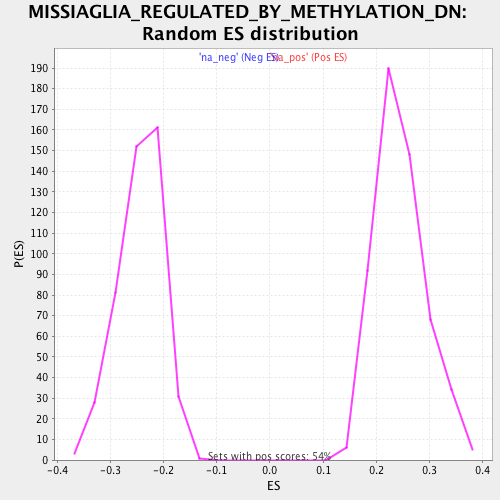 MISSIAGLIA_REGULATED_BY_METHYLATION_DN:
Random ES distribution
'na_neg' (Neg ES) 'na_pos' (Pos ES)
190
180
170
160
150
140
130
120
110
100
90
80
70
60
50
40
30
20
10
0
P(ES)
Sets with pos scores: 54%
-0.4 -0.3 -0.2 -0.1 0.0 0.1 0.2 0.3 0.4
ES